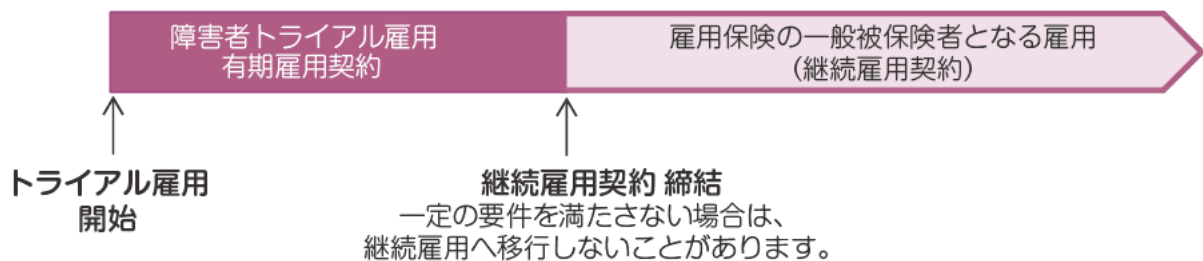 障害者トライアル雇用
有期雇用契約
雇用保険の一般被保険者となる雇用
（継続雇用契約）
トライアル雇用
開始
継続雇用契約 締結
一定の要件を満たさない場合は、
継続雇用へ移行しないことがあります。